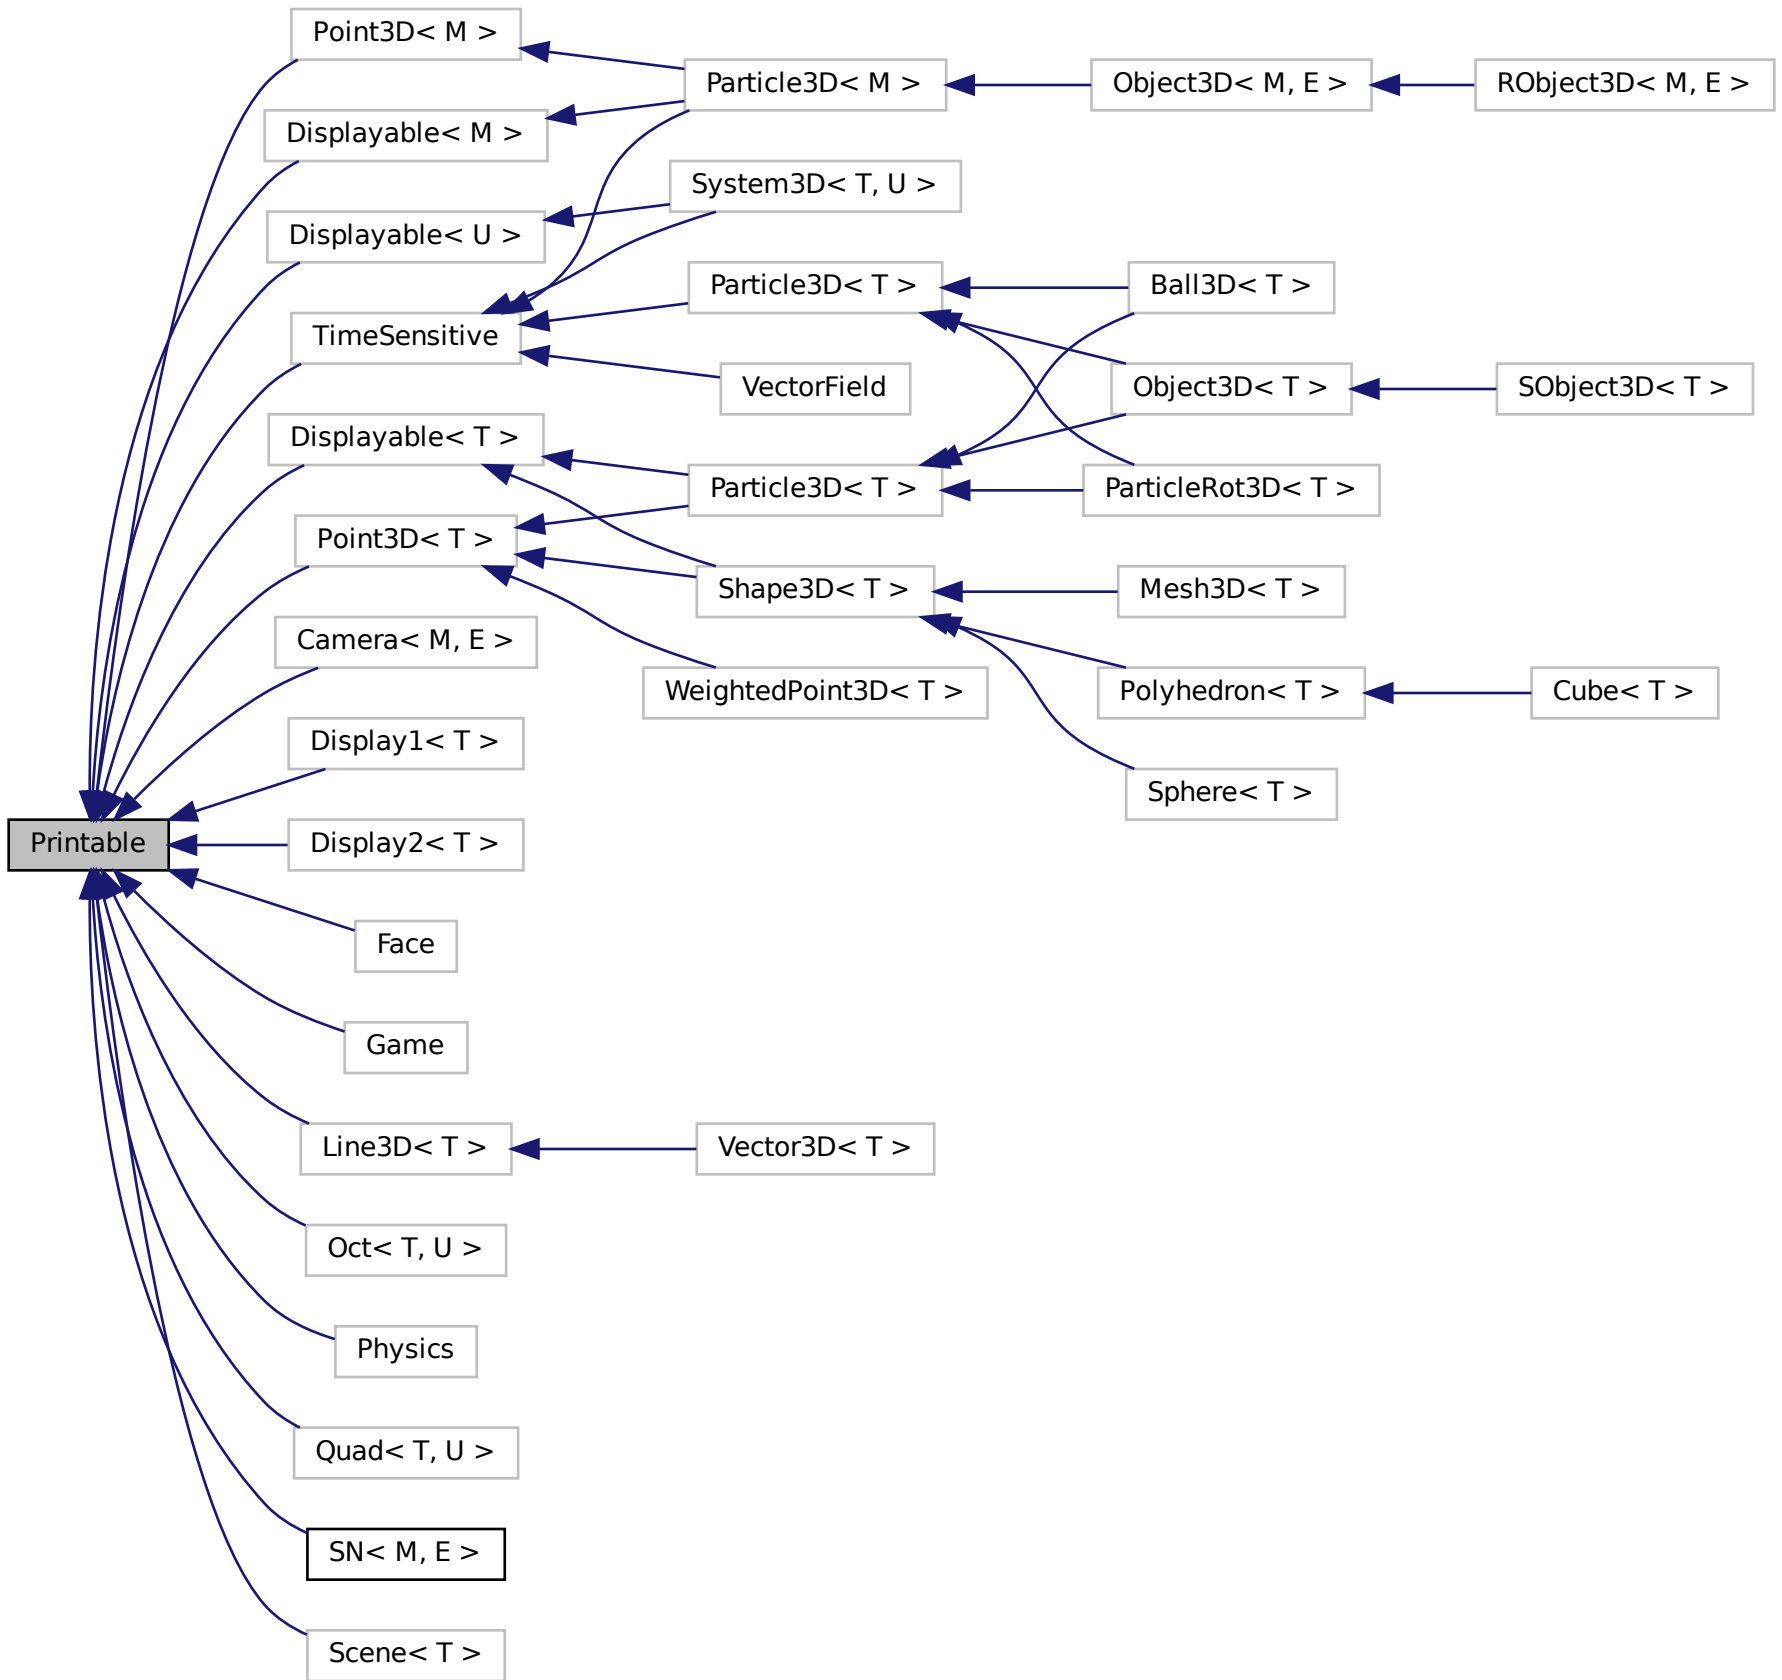 Point3D< M >
Particle3D< M >
Object3D< M, E >
RObject3D< M, E >
Displayable< M >
System3D< T, U >
Displayable< U >
Particle3D< T >
Ball3D< T >
TimeSensitive
VectorField
Object3D< T >
SObject3D< T >
Displayable< T >
Particle3D< T >
ParticleRot3D< T >
Point3D< T >
Shape3D< T >
Mesh3D< T >
Camera< M, E >
WeightedPoint3D< T >
Polyhedron< T >
Cube< T >
Display1< T >
Sphere< T >
Printable
Display2< T >
Face
Game
Line3D< T >
Vector3D< T >
Oct< T, U >
Physics
Quad< T, U >
SN< M, E >
Scene< T >